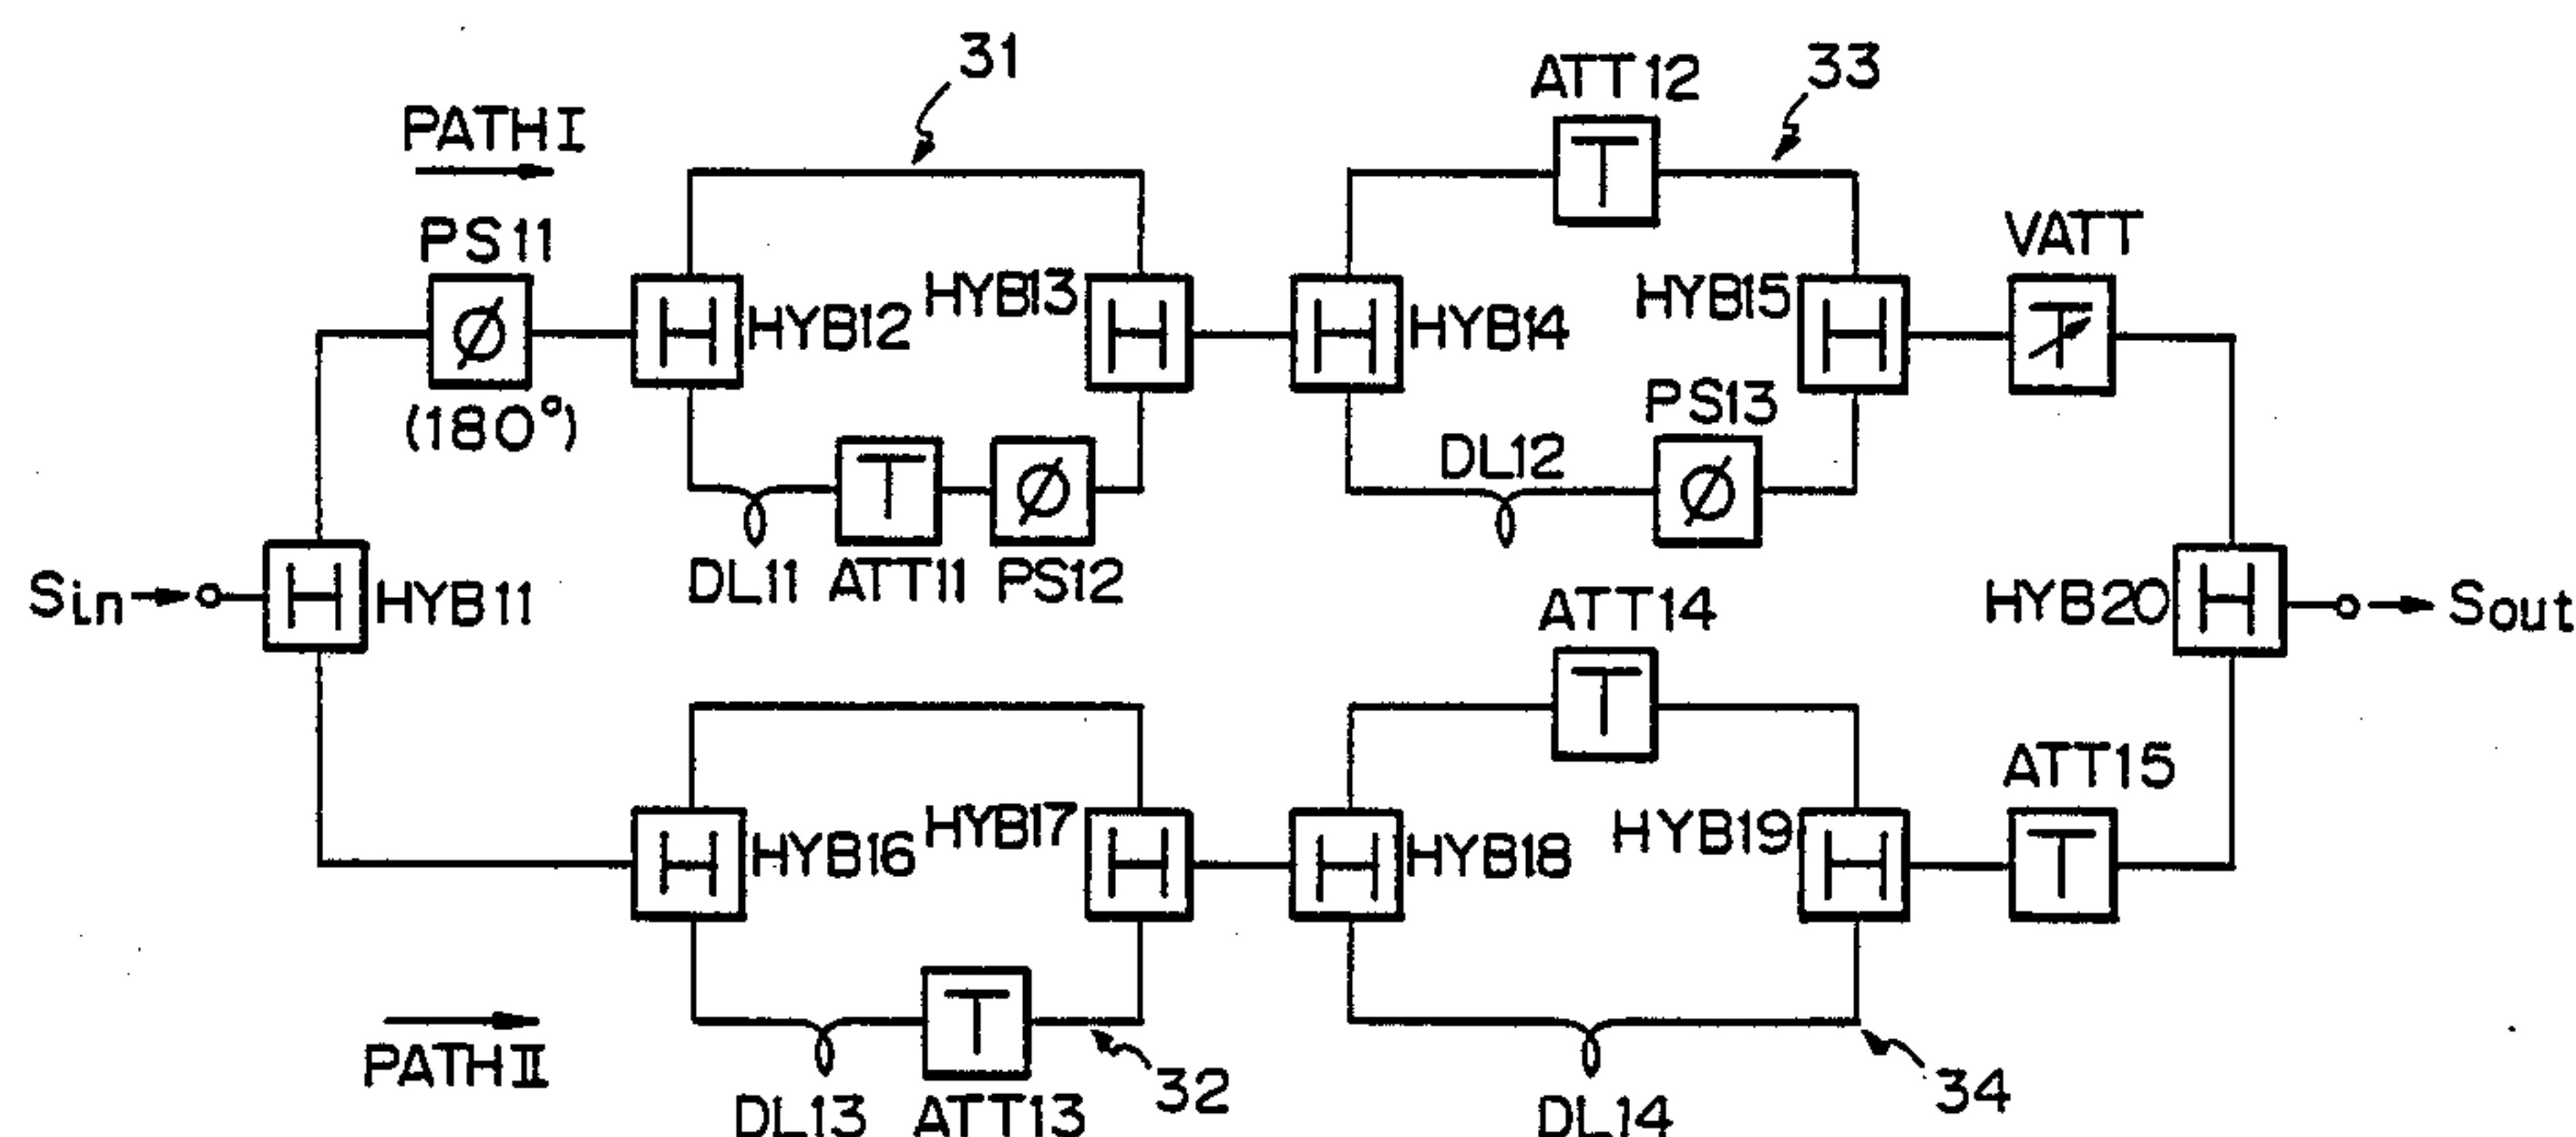 31
ATT12
33
PATH I
PS11
VATT
HYB12
HYB13
HYB14
HYB15
(180°)
PS13
DL12
DL11
ATT11
PS12
Sin
HYB11
ATT14
HYB20
Sout
ATT15
HYB16
HYB17
HYB18
HYB19
PATH II
DL13
ATT13
32
DL14
34